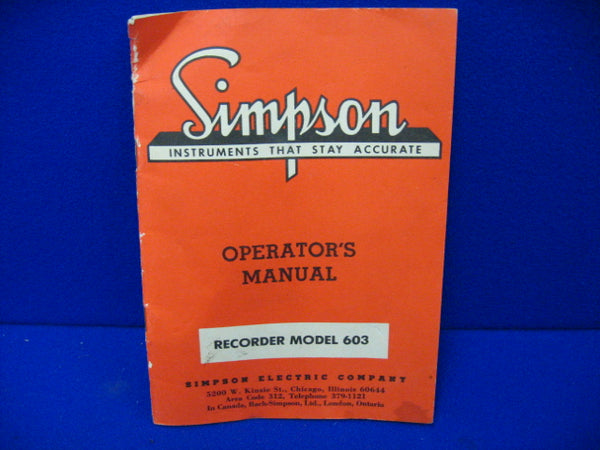 Simpson
INSTRUMENTS THAT STAY ACCURATE
OPERATOR'S
MANUAL
RECORDER MODEL 603
SIMPSON ELECTRIC COMPANY
5200 W. Kinzie St., Chicago, Illinois 60644
Area Code 312, Telephone 379-1121
In Canada, Bach-Simpson, Ltd., London, Ontario